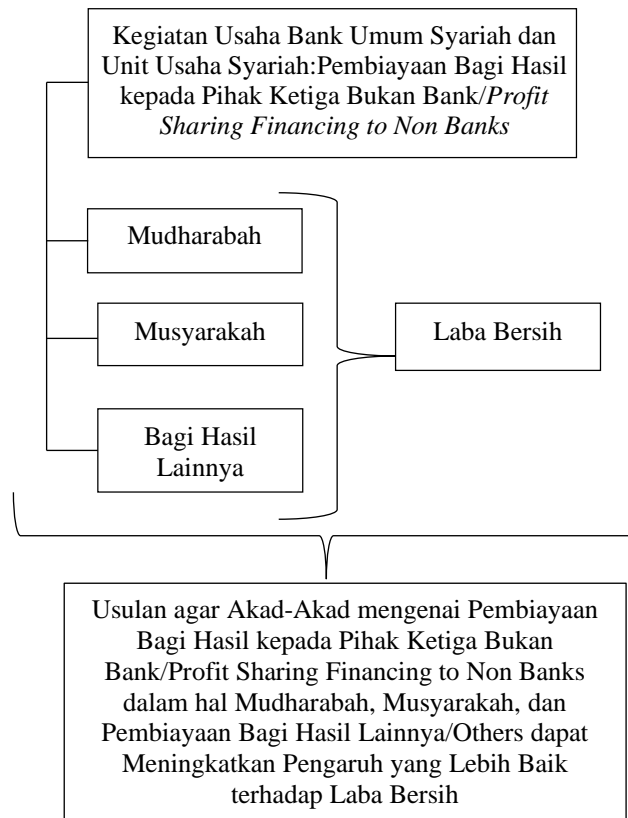 Kegiatan Usaha Bank Umum Syariah dan
Unit Usaha Syariah:Pembiayaan Bagi Hasil
kepada Pihak Ketiga Bukan Bank/Profit
Sharing Financing to Non Banks
Mudharabah
Musyarakah
Laba Bersih
Bagi Hasil
Lainnya
Usulan agar Akad-Akad mengenai Pembiayaan
Bagi Hasil kepada Pihak Ketiga Bukan
Bank/Profit Sharing Financing to Non Banks
dalam hal Mudharabah, Musyarakah, dan
Pembiayaan Bagi Hasil Lainnya/Others dapat
Meningkatkan Pengaruh yang Lebih Baik
terhadap Laba Bersih